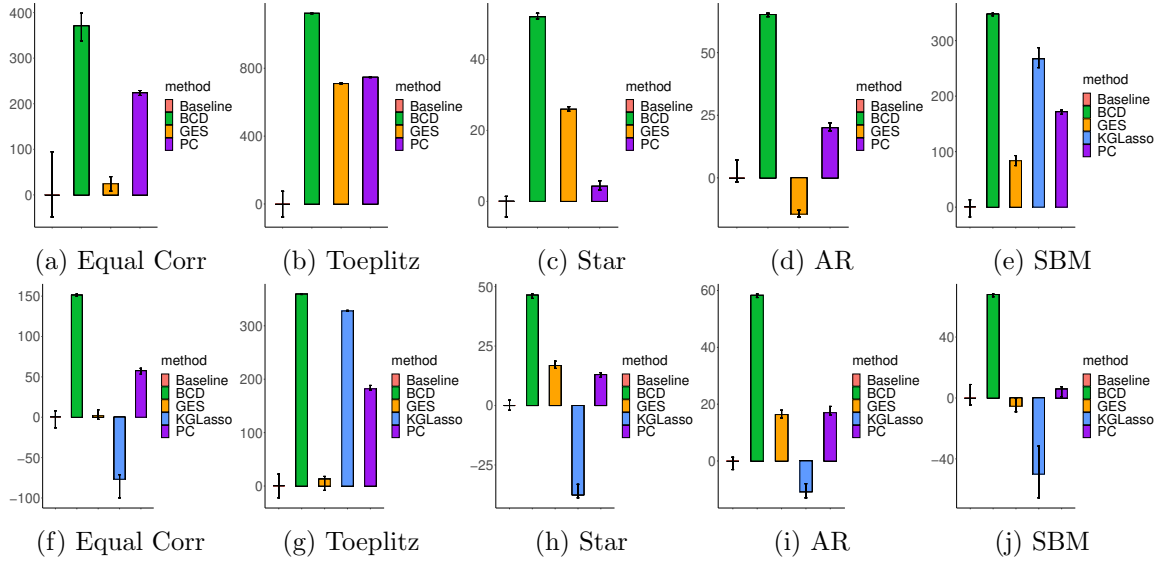 400
300
200
100
0
method
Baseline
BCD
GES
PC
(a) Equal Corr
800
400
0
method
Baseline
BCD
GES
PC
(b) Toeplitz
40
20
0
method
Baseline
BCD
GES
PC
(c) Star
50
25
0
method
Baseline
BCD
GES
PC
(d) AR
300
200
100
0
method
Baseline
BCD
GES
KGLasso
PC
(e) SBM
150
100
50
0
−50
−100
method
Baseline
BCD
GES
KGLasso
PC
(f) Equal Corr
300
200
100
0
method
Baseline
BCD
GES
KGLasso
PC
(g) Toeplitz
50
25
0
−25
method
Baseline
BCD
GES
KGLasso
PC
(h) Star
60
40
20
0
method
Baseline
BCD
GES
KGLasso
PC
(i) AR
40
0
−40
method
Baseline
BCD
GES
KGLasso
PC
(j) SBM